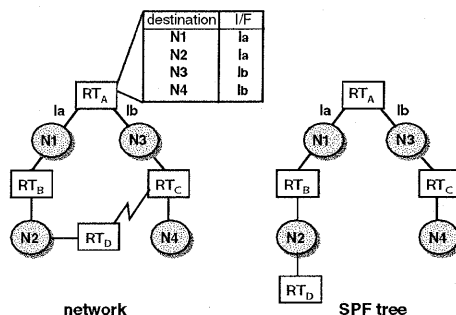 destination I/F
N1 Ia
N2 Ia
N3 Ib
N4 Ib
RTA RTA
Ia Ib Ia Ib
N1 N3 N1 N3
RTB RTC RTB RTC
N2 RTD N4 N2 N4
RTD
network SPF tree